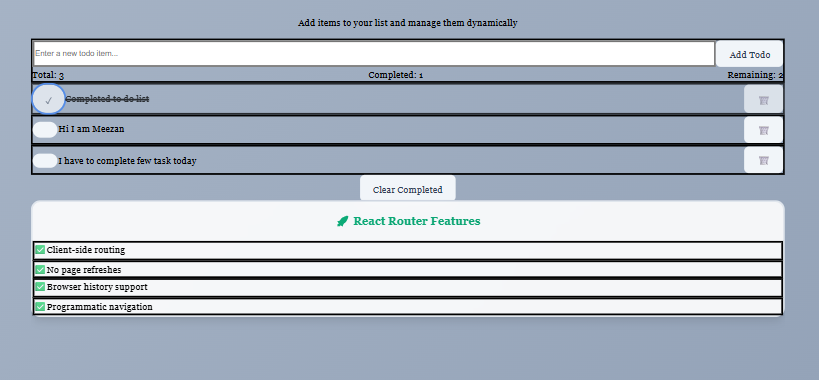 Add items to your list and manage them dynamically
Enter a new todo item...
Add Todo
Total: 3
Completed: 1
Remaining: 2
✓ Completed to do list
Hi I am Meezan
I have to complete few task today
Clear Completed
🚀 React Router Features
✅ Client-side routing
✅ No page refreshes
✅ Browser history support
✅ Programmatic navigation